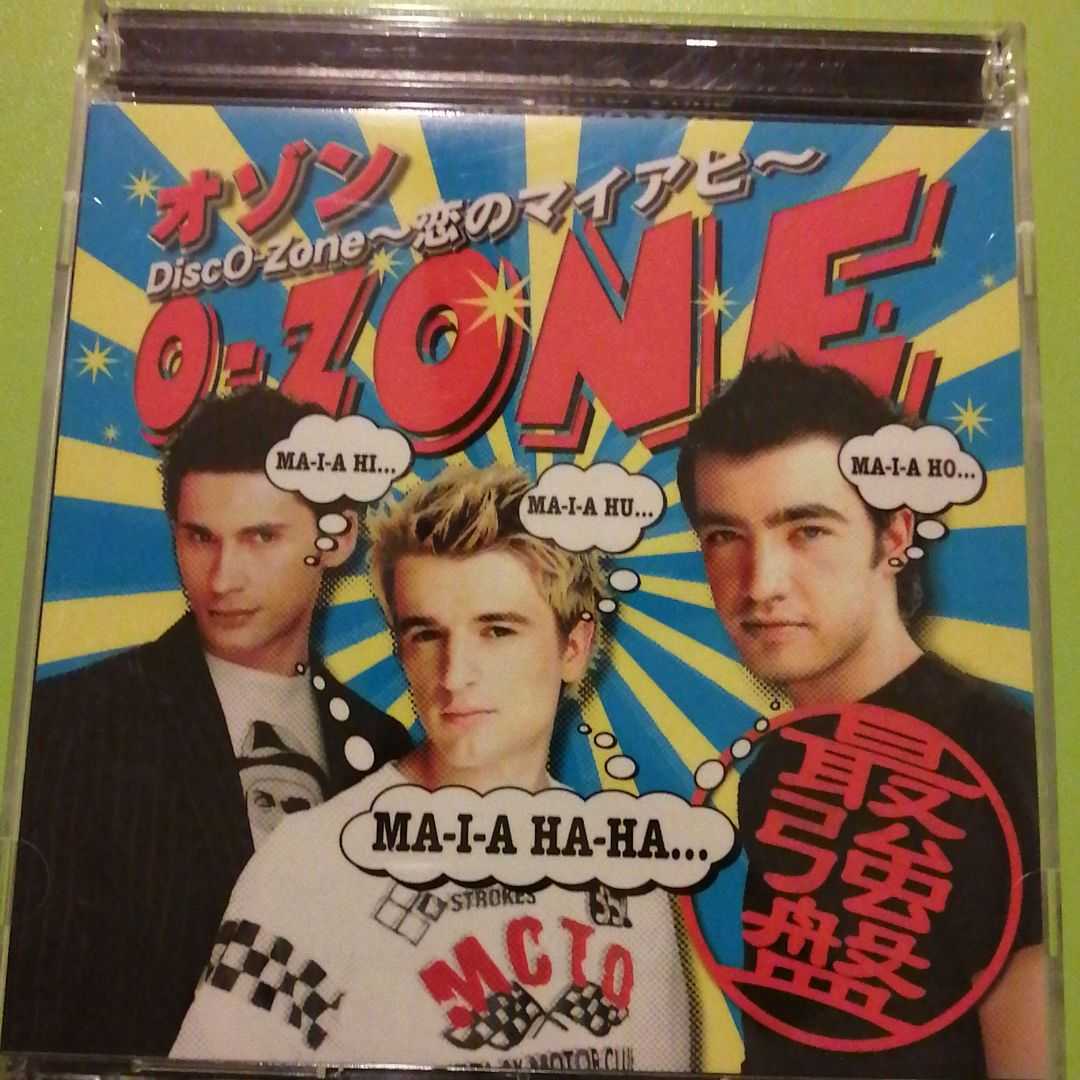 オゾン
DiscO-Zone～恋のマイアヒ～
O-ZONE
MA-I-A HI...
MA-I-A HU...
MA-I-A HO...
MA-I-A HA-HA...
STROKES
MCTO
MOTOR CLU
最強盤